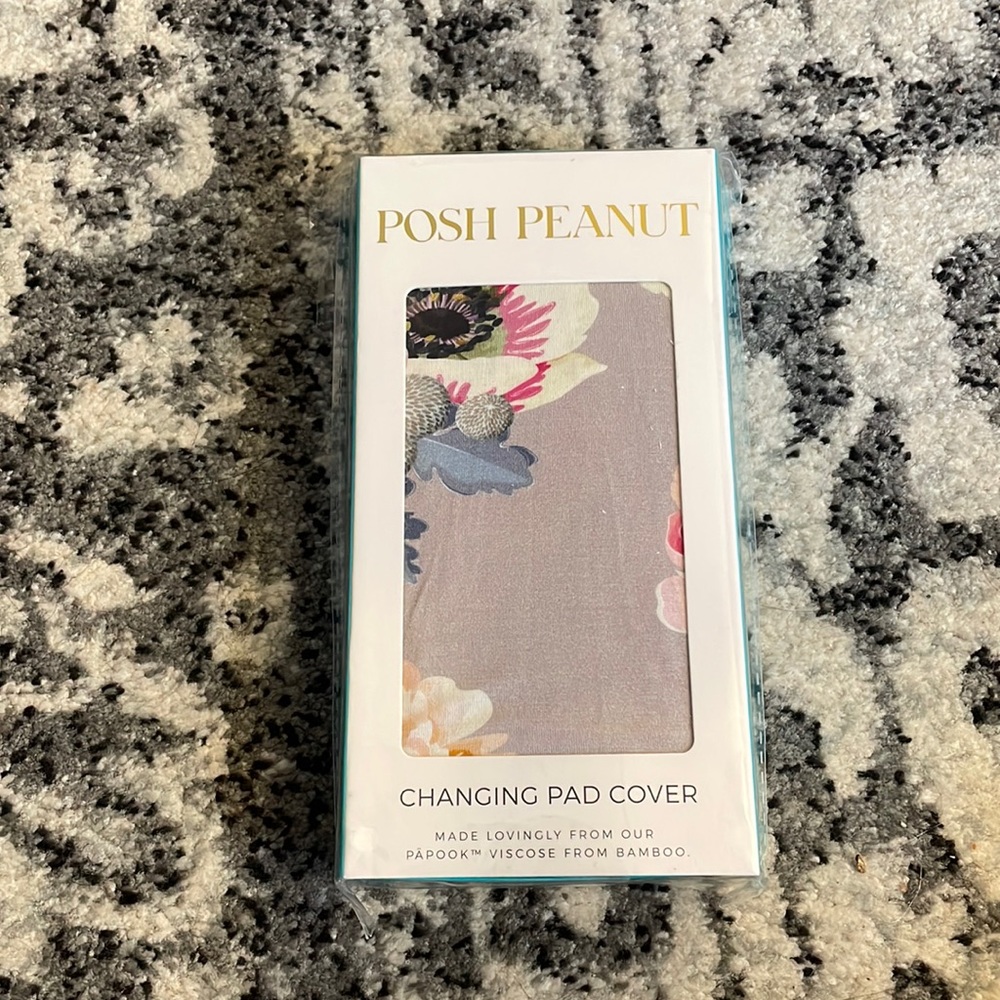 POSH PEANUT
CHANGING PAD COVER
MADE LOVINGLY FROM OUR
PĀPOOK™ VISCOSE FROM BAMBOO.